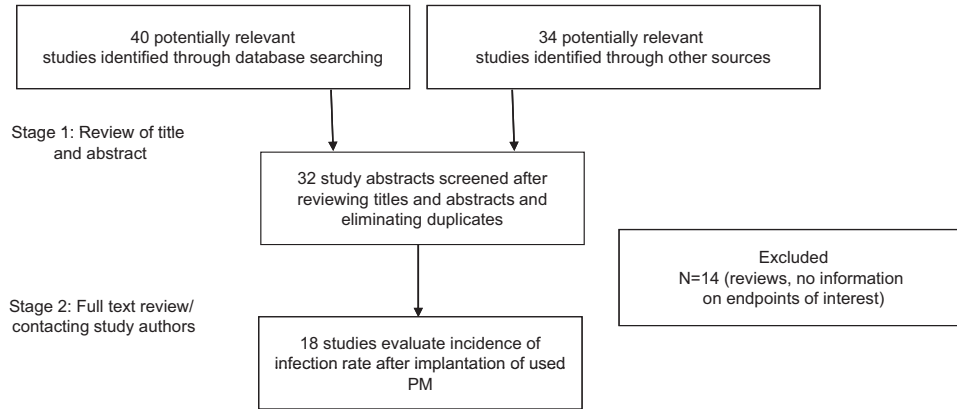 40 potentially relevant
studies identified through database searching
34 potentially relevant
studies identified through other sources
Stage 1: Review of title
and abstract
32 study abstracts screened after
reviewing titles and abstracts and
eliminating duplicates
Excluded
N=14 (reviews, no information
on endpoints of interest)
Stage 2: Full text review/
contacting study authors
18 studies evaluate incidence of
infection rate after implantation of used
PM